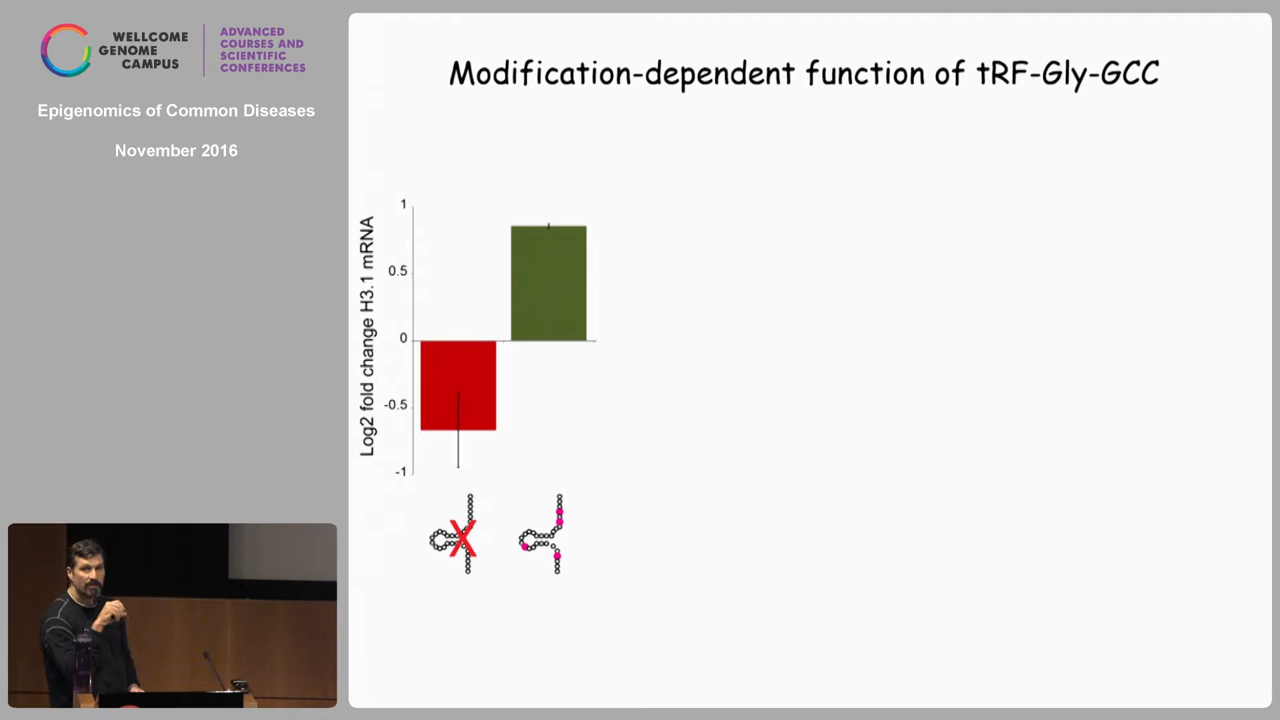 WELLCOME
GENOME
CAMPUS
ADVANCED
COURSES AND
SCIENTIFIC
CONFERENCES
Epigenomics of Common Diseases
November 2016
Modification-dependent function of tRF-Gly-GCC
Log2 fold change H3.1 mRNA
1
0.5
0
-0.5
-1
X